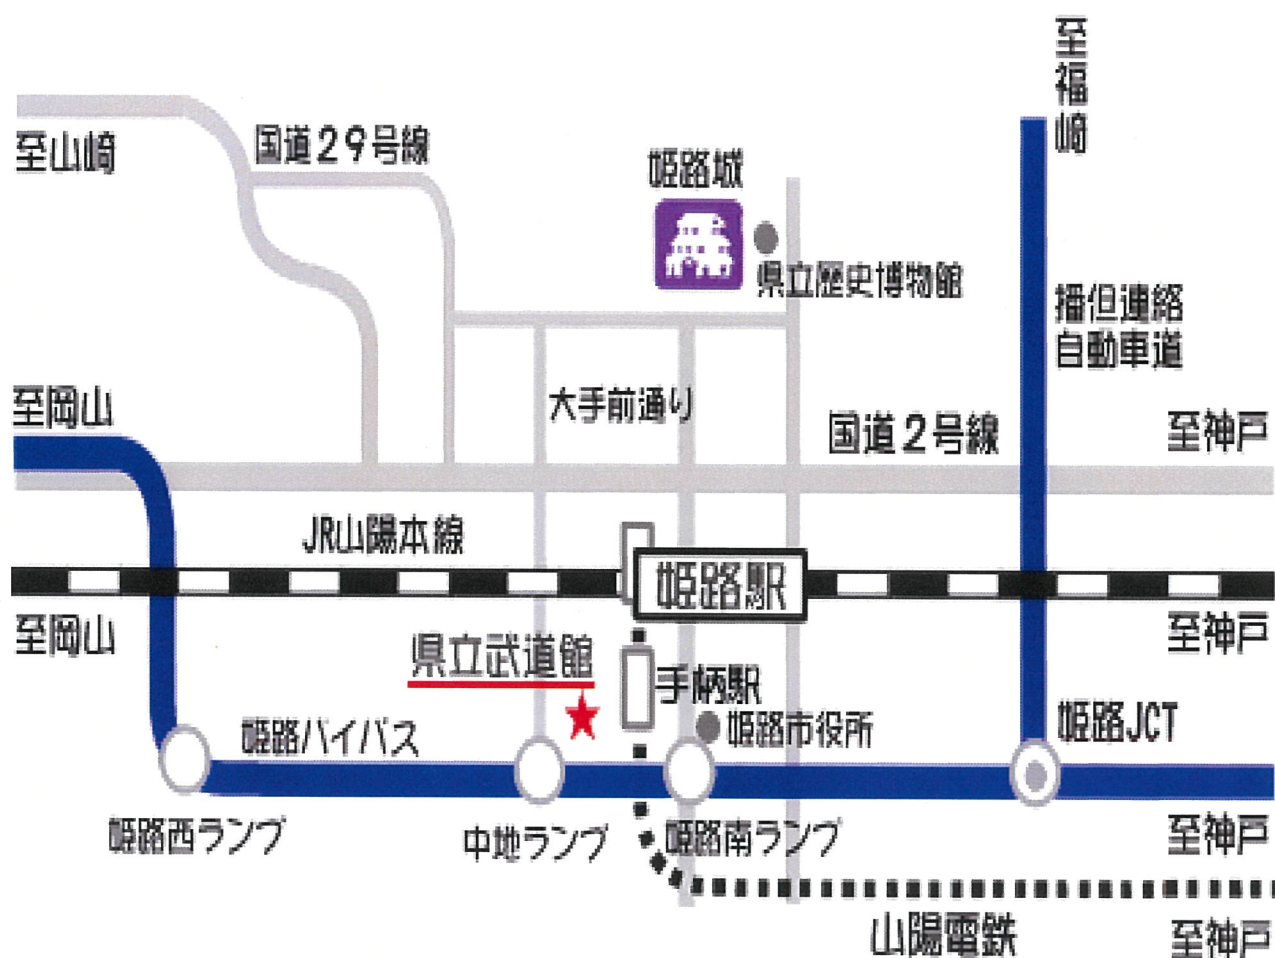 至福崎
至山崎
国道29号線
姫路城
県立歴史博物館
播但連絡
自動車道
至岡山
大手前通り
国道2号線
至神戸
JR山陽本線
姫路駅
至岡山
至神戸
県立武道館
手柄駅
姫路市役所
姫路JCT
姫路バイパス
姫路西ランプ
中地ランプ
姫路南ランプ
至神戸
山陽電鉄
至神戸